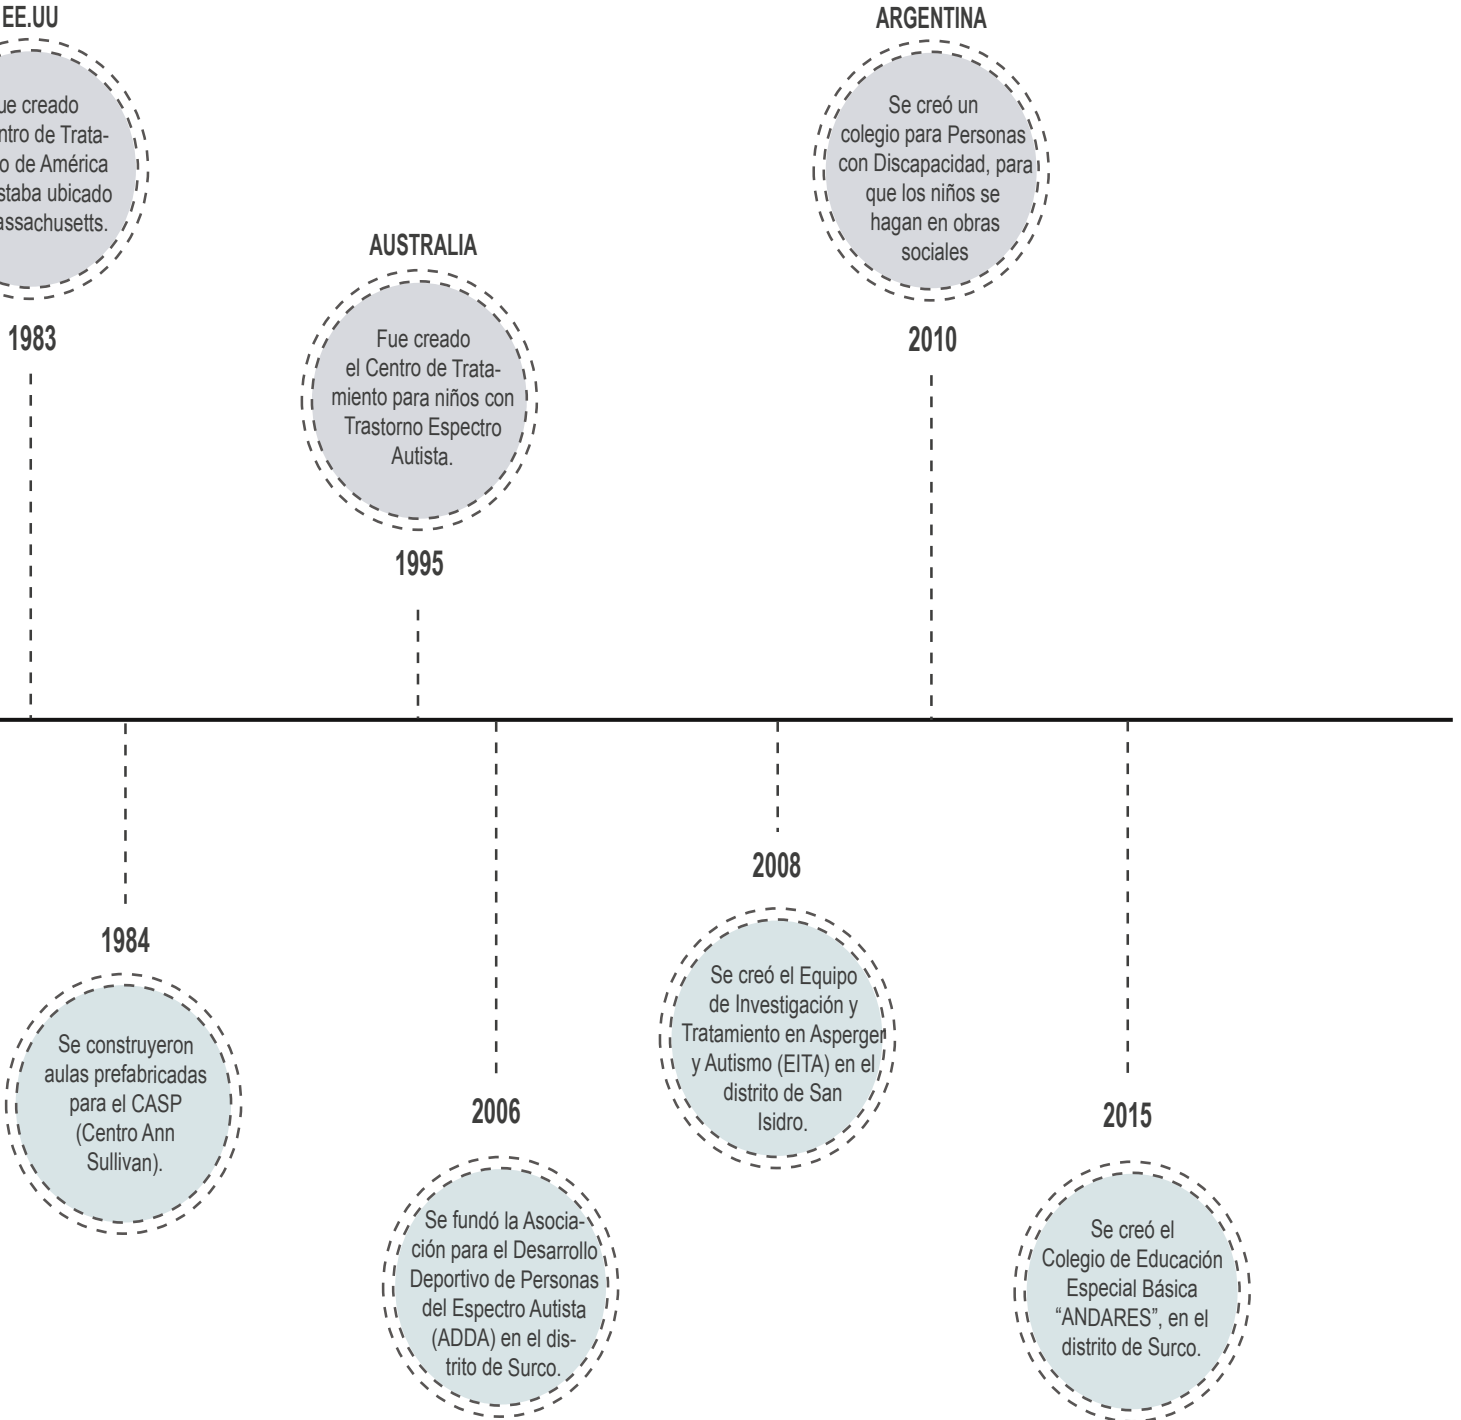 EE.UU
ue creado
ntro de Trata-
o de América
staba ubicado
assachusetts.
1983
AUSTRALIA
Fue creado
el Centro de Trata-
miento para niños con
Trastorno Espectro
Autista.
1995
ARGENTINA
Se creó un
colegio para Personas
con Discapacidad, para
que los niños se
hagan en obras
sociales
2010
1984
Se construyeron
aulas prefabricadas
para el CASP
(Centro Ann
Sullivan).
2006
Se fundó la Asocia-
ción para el Desarrollo
Deportivo de Personas
del Espectro Autista
(ADDA) en el dis-
trito de Surco.
2008
Se creó el Equipo
de Investigación y
Tratamiento en Asperger
y Autismo (EITA) en el
distrito de San
Isidro.
2015
Se creó el
Colegio de Educación
Especial Básica
“ANDARES”, en el
distrito de Surco.